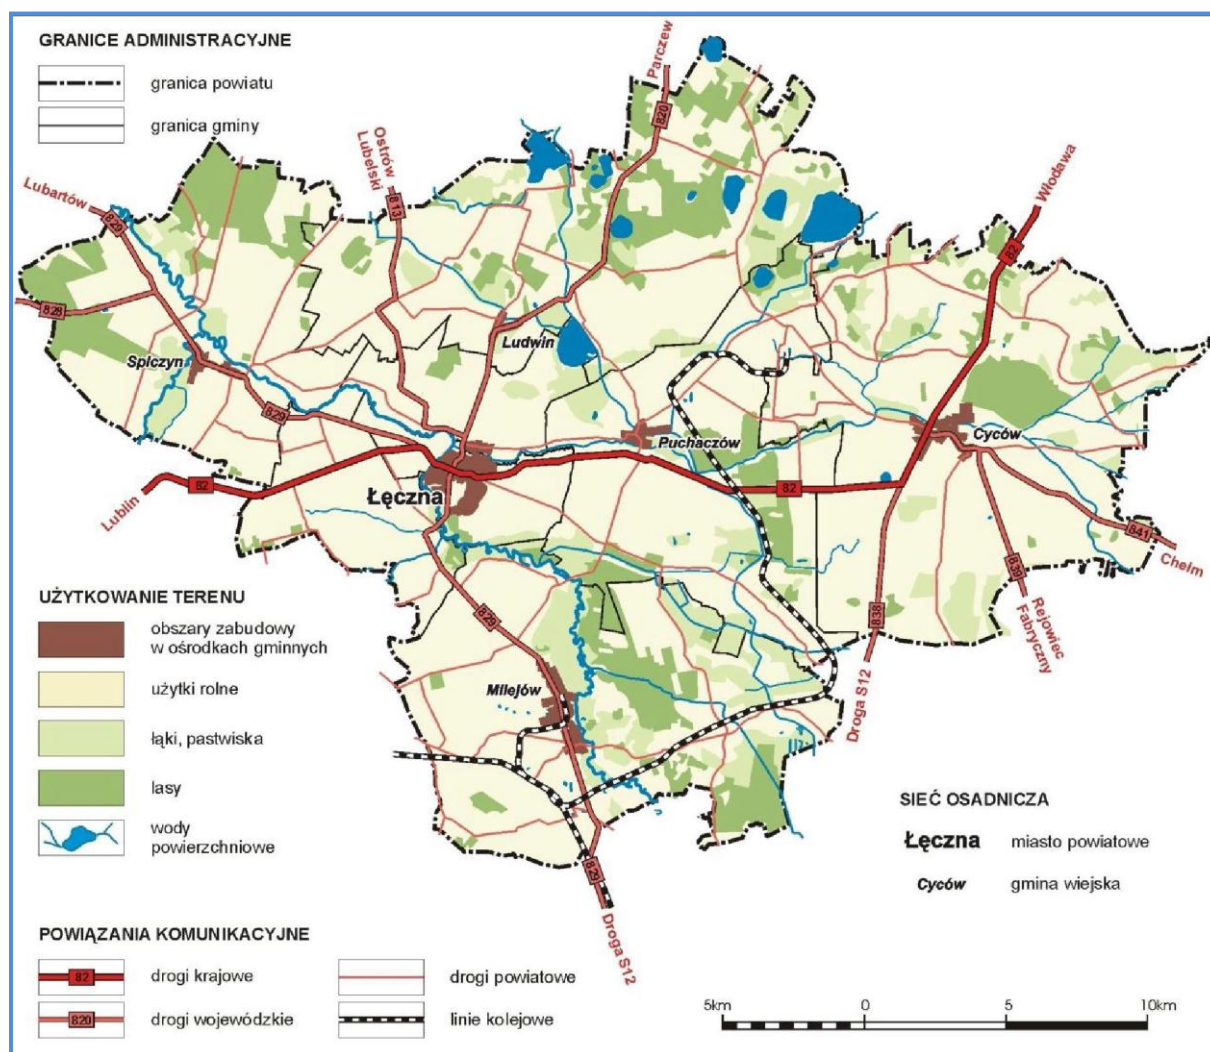 GRANICE ADMINISTRACYJNE
granica powiatu
granica gminy
Parczew
820
Ostrów
Lubelski
813
Włodawa
82
Lubartów
829
828
Spiczyn
829
Ludwin
Puchaczów
Cyców
Lublin
82
Łęczna
82
841
Chełm
839
Rejowiec
Fabryczny
838
Droga S12
829
Milejów
829
Droga S12
UŻYTKOWANIE TERENU
obszary zabudowy
w ośrodkach gminnych
użytki rolne
łąki, pastwiska
lasy
wody
powierzchniowe
SIEĆ OSADNICZA
Łęczna miasto powiatowe
Cyców gmina wiejska
POWIĄZANIA KOMUNIKACYJNE
82 drogi krajowe
drogi powiatowe
820 drogi wojewódzkie
linie kolejowe
5km 0 5 10km